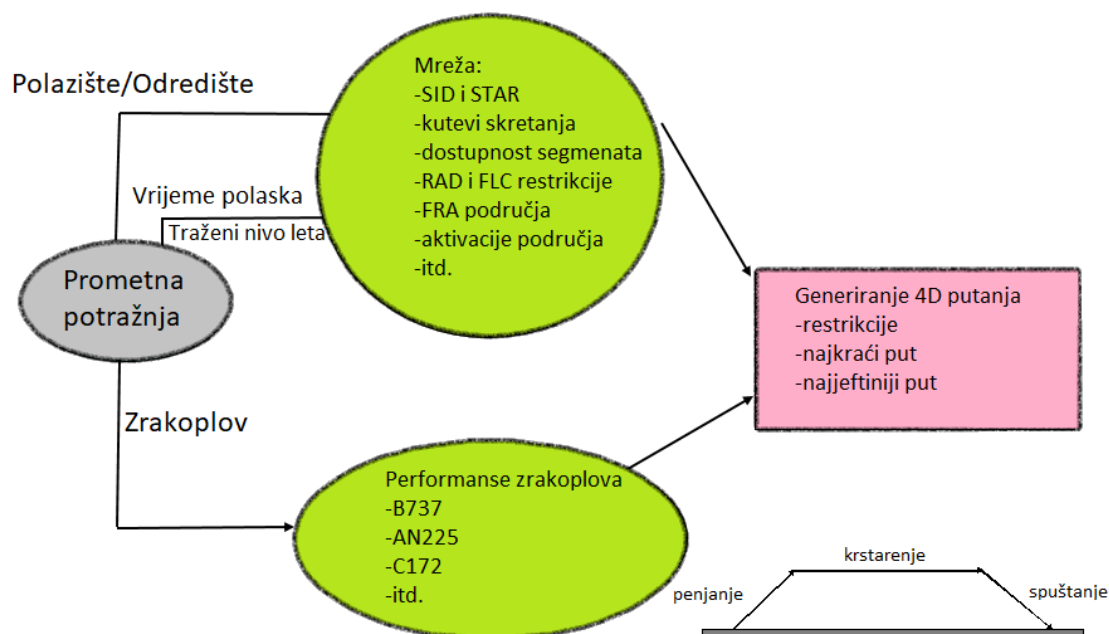 Polazište/Odredište
Mreža:
-SID i STAR
-kutevi skretanja
-dostupnost segmenata
-RAD i FLC restrikcije
-FRA područja
-aktivacije područja
-itd.
Vrijeme polaska
Traženi nivo leta
Prometna
potražnja
Generiranje 4D putanja
-restrikcije
-najkraći put
-najjeftiniji put
Zrakoplov
Performanse zrakoplova
-B737
-AN225
-C172
-itd.
krstarenje
penjanje
spuštanje